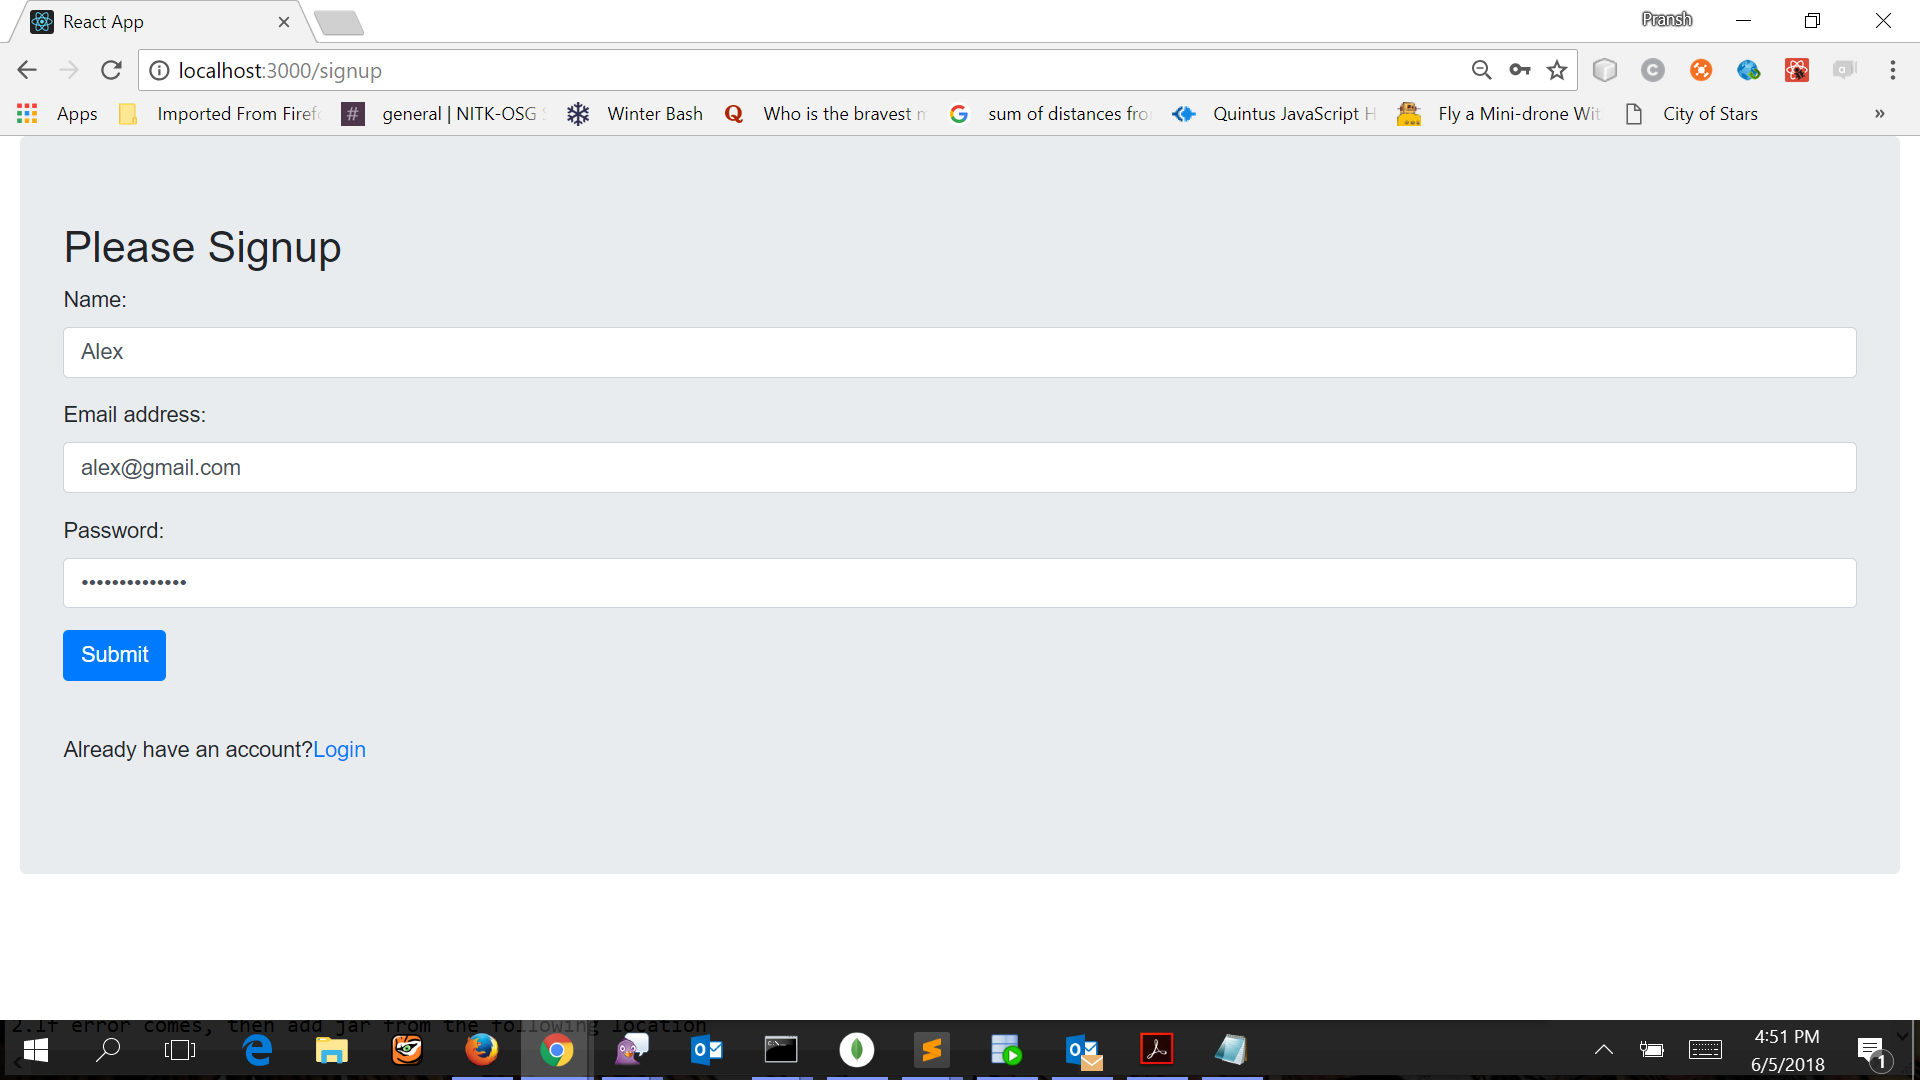 React App
Pransh
localhost:3000/signup
Apps Imported From Firef general | NITK-OSG S Winter Bash Who is the bravest m sum of distances fro Quintus JavaScript H Fly a Mini-drone Wit City of Stars »
Please Signup
Name:
Alex
Email address:
alex@gmail.com
Password:
••••••••••••••
Submit
Already have an account?Login
2.If error comes, then add jar from the following location
4:51 PM
6/5/2018
1